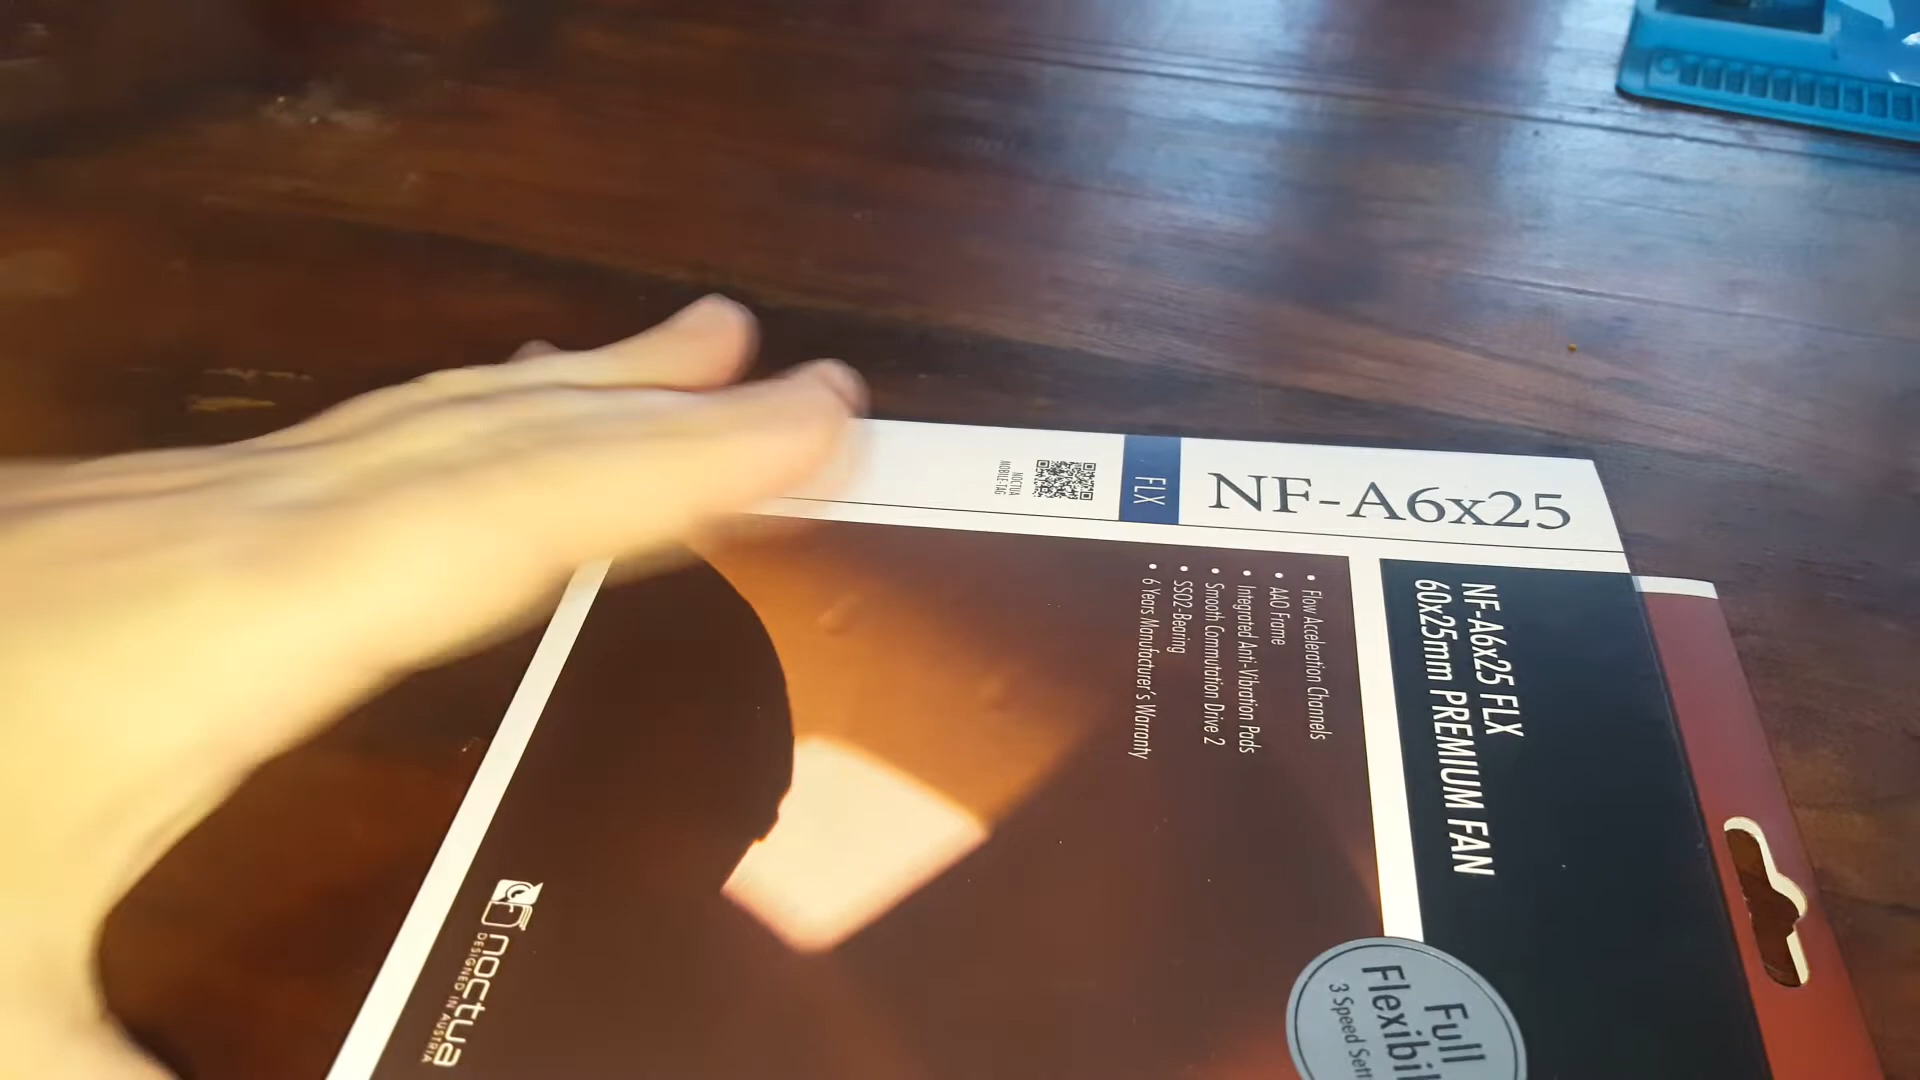 NF-A6x25
FLX
NOCTUA
MOBILE-TAG
NF-A6x25 FLX
60x25mm PREMIUM FAN
• Flow Acceleration Channels
• AAO Frame
• Integrated Anti-Vibration Pads
• Smooth Commutation Drive 2
• SSO2-Bearing
• 6 Years Manufacturer's Warranty
Full
Flexibil
3 Speed Sett
noctua
DESIGNED IN AUSTRIA